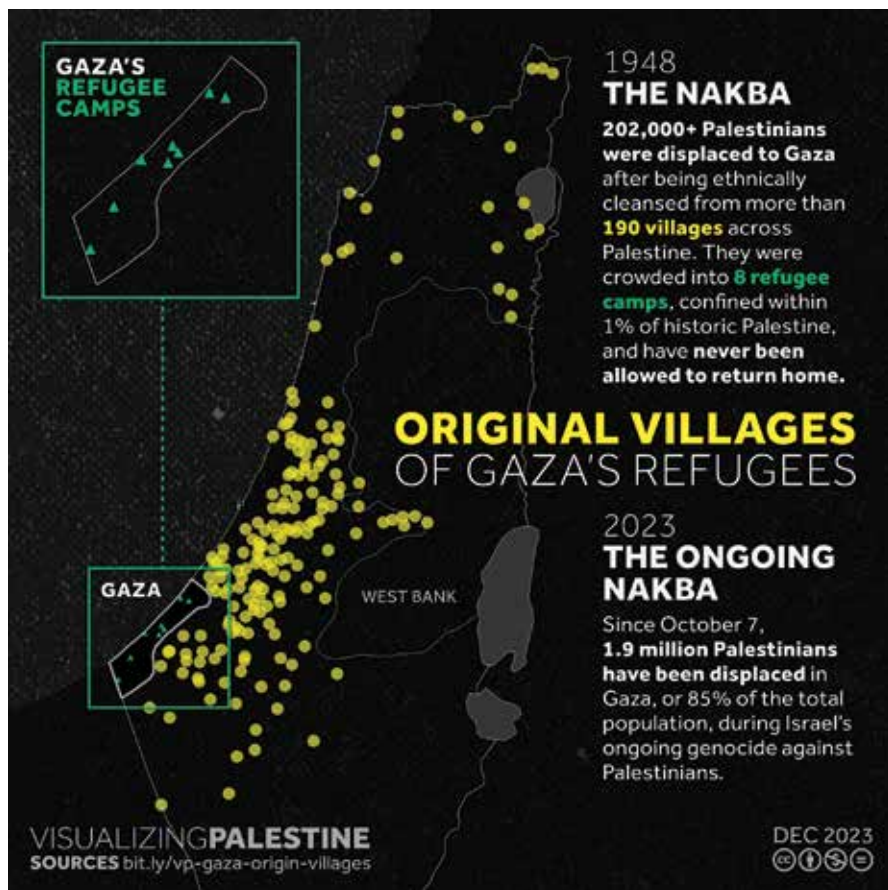 GAZA'S
REFUGEE
CAMPS
1948
THE NAKBA
202,000+ Palestinians
were displaced to Gaza
after being ethnically
cleansed from more than
190 villages across
Palestine. They were
crowded into 8 refugee
camps, confined within
1% of historic Palestine,
and have never been
allowed to return home.
ORIGINAL VILLAGES
OF GAZA'S REFUGEES
2023
THE ONGOING
NAKBA
Since October 7,
1.9 million Palestinians
have been displaced in
Gaza, or 85% of the total
population, during Israel's
ongoing genocide against
Palestinians.
GAZA
WEST BANK
VISUALIZINGPALESTINE
SOURCES bit.ly/vp-gaza-origin-villages
DEC 2023